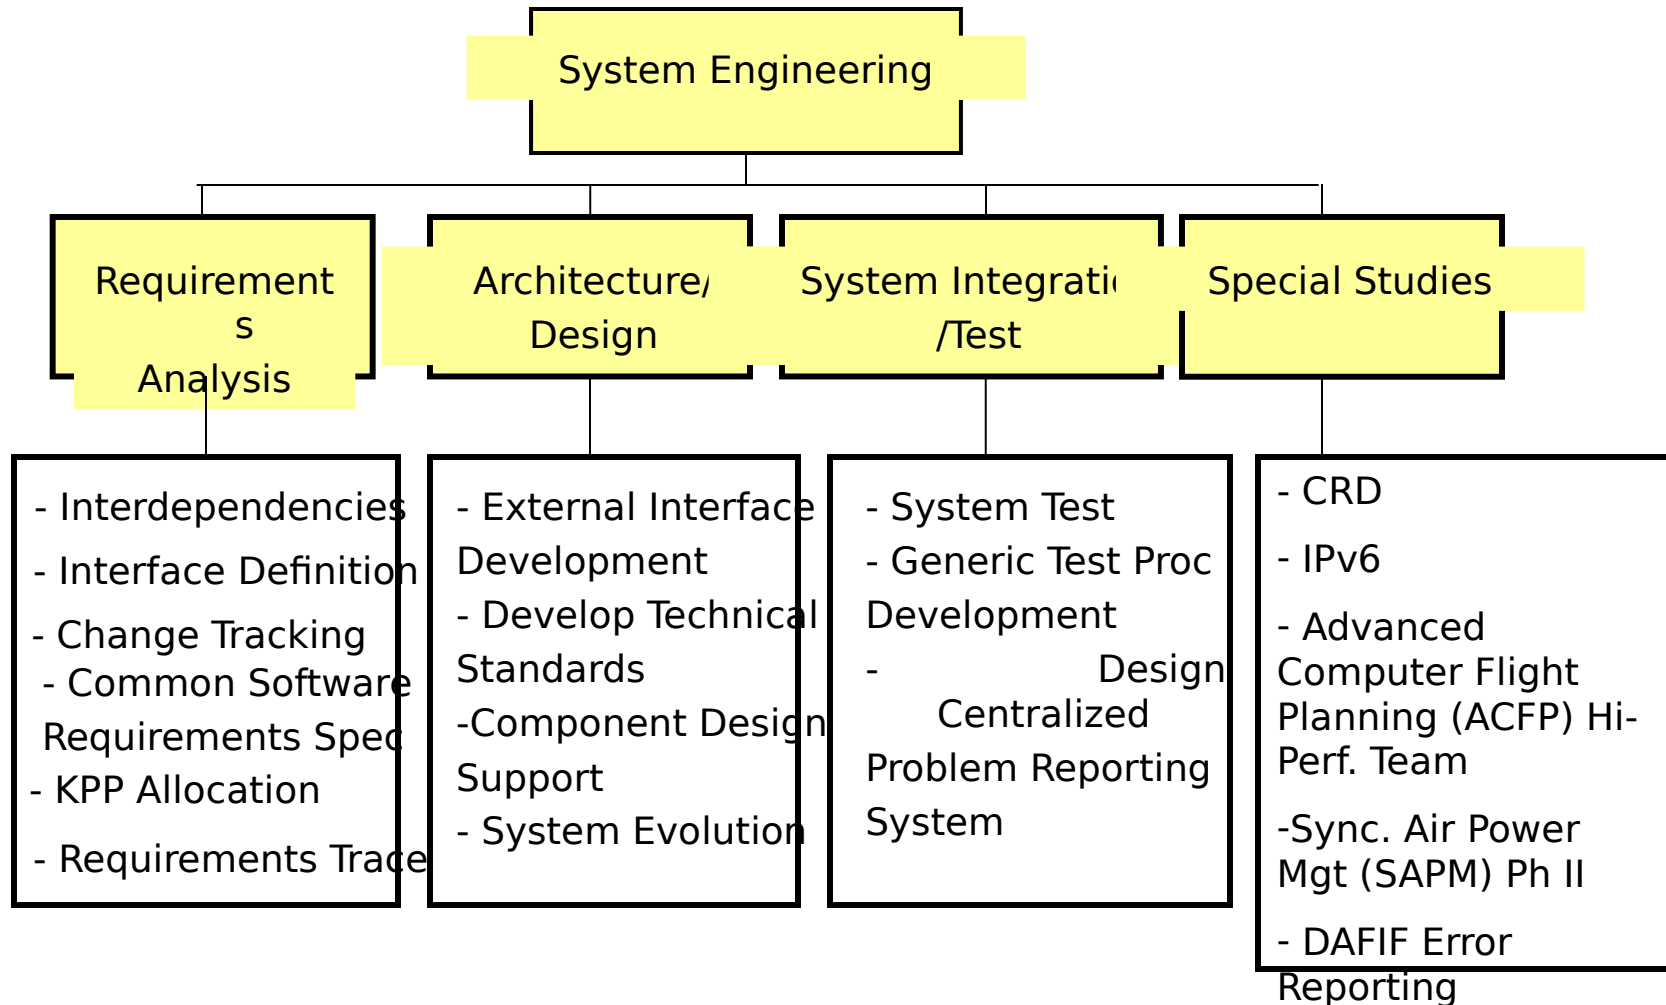 System Engineering
Requirement
s
Analysis
Architecture/
Design
System Integrati
/Test
Special Studies
- Interdependencies
- Interface Definition
- Change Tracking
- Common Software
Requirements Spec
- KPP Allocation
- Requirements Trace
- External Interface
Development
- Develop Technical
Standards
-Component Design
Support
- System Evolution
- System Test
- Generic Test Proc
Development
- Design
Centralized
Problem Reporting
System
- CRD
- IPv6
- Advanced
Computer Flight
Planning (ACFP) Hi-
Perf. Team
-Sync. Air Power
Mgt (SAPM) Ph II
- DAFIF Error
Reporting